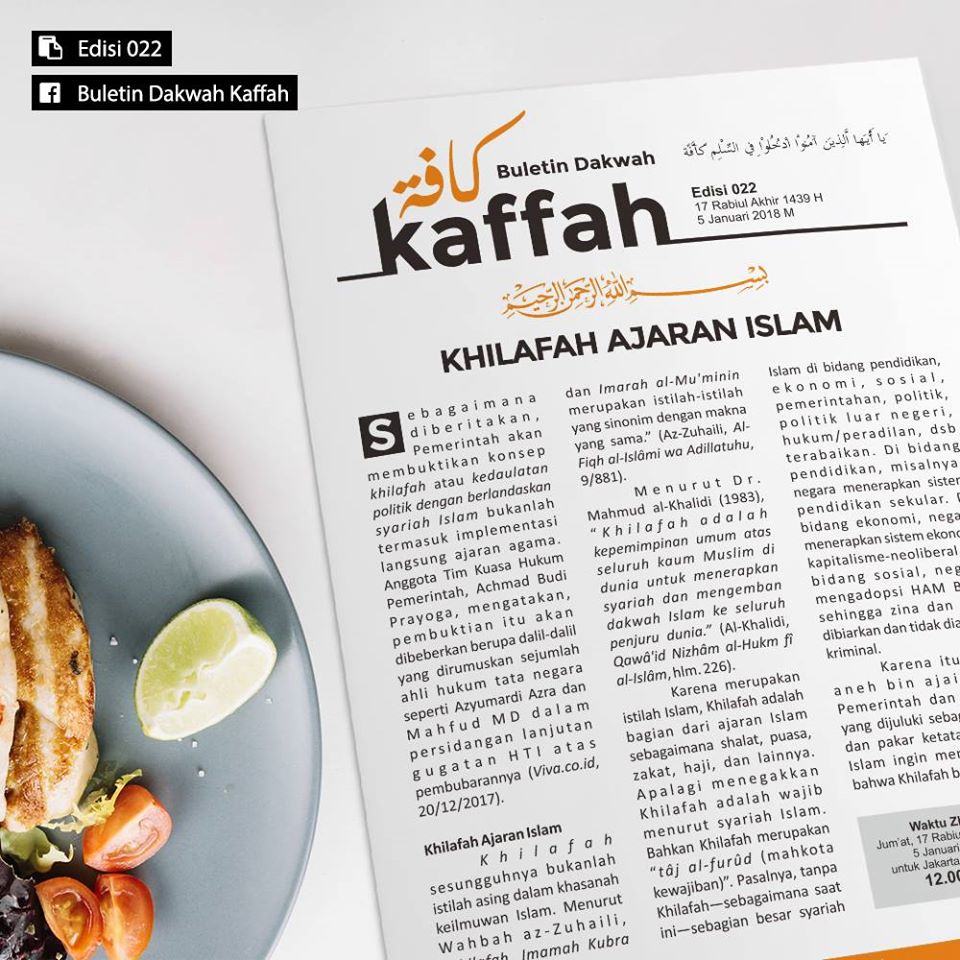 Edisi 022
Buletin Dakwah Kaffah
كافة
Buletin Dakwah
kaffah
يَا أَيُّهَا الَّذِينَ آمَنُوا ادْخُلُوا فِي السِّلْمِ كَآفَّةً
Edisi 022
17 Rabiul Akhir 1439 H
5 Januari 2018 M
بِسْمِ اللهِ الرَّحْمَنِ الرَّحِيْمِ
KHILAFAH AJARAN ISLAM
Sebagaimana
diberitakan,
Pemerintah akan
membuktikan konsep
khilafah atau kedaulatan
politik dengan berlandaskan
syariah Islam bukanlah
termasuk implementasi
langsung ajaran agama.
Anggota Tim Kuasa Hukum
Pemerintah, Achmad Budi
Prayoga, mengatakan,
pembuktian itu akan
dibeberkan berupa dalil-dalil
yang dirumuskan sejumlah
ahli hukum tata negara
seperti Azyumardi Azra dan
Mahfud MD dalam
persidangan lanjutan
gugatan HTI atas
pembubarannya (Viva.co.id,
20/12/2017).
Khilafah Ajaran Islam
Khilafah
sesungguhnya bukanlah
istilah asing dalam khasanah
keilmuwan Islam. Menurut
Wahbah az-Zuhaili,
Imamah Kubra
dan Imarah al-Mu'minin
merupakan istilah-istilah
yang sinonim dengan makna
yang sama.” (Az-Zuhaili, Al-
Fiqh al-Islâmi wa Adillatuhu,
9/881).
Menurut Dr.
Mahmud al-Khalidi (1983),
“Khilafah adalah
kepemimpinan umum atas
seluruh kaum Muslim di
dunia untuk menerapkan
syariah dan mengemban
dakwah Islam ke seluruh
penjuru dunia.” (Al-Khalidi,
Qawâ'id Nizhâm al-Hukm fî
al-Islâm, hlm. 226).
Karena merupakan
istilah Islam, Khilafah adalah
bagian dari ajaran Islam
sebagaimana shalat, puasa,
zakat, haji, dan lainnya.
Apalagi menegakkan
Khilafah adalah wajib
menurut syariah Islam.
Bahkan Khilafah merupakan
“tâj al-furûd (mahkota
kewajiban)”. Pasalnya, tanpa
Khilafah—sebagaimana saat
ini—sebagian besar syariah
Islam di bidang pendidikan,
ekonomi, sosial,
pemerintahan, politik,
politik luar negeri,
hukum/peradilan, dsb
terabaikan. Di bidang
pendidikan, misalnya
negara menerapkan
pendidikan sekular.
bidang ekonomi,
menerapkan sistem
kapitalisme-neoliberal
bidang sosial,
mengadopsi HAM
sehingga zina dan
dibiarkan dan tidak
kriminal.
Karena itu
aneh bin
Pemerintah dan
yang dijuluki
dan pakar
Islam ingin
bahwa Khilafah
Waktu
Jum'at, 17
5 Januari
untuk Jakarta
12.00